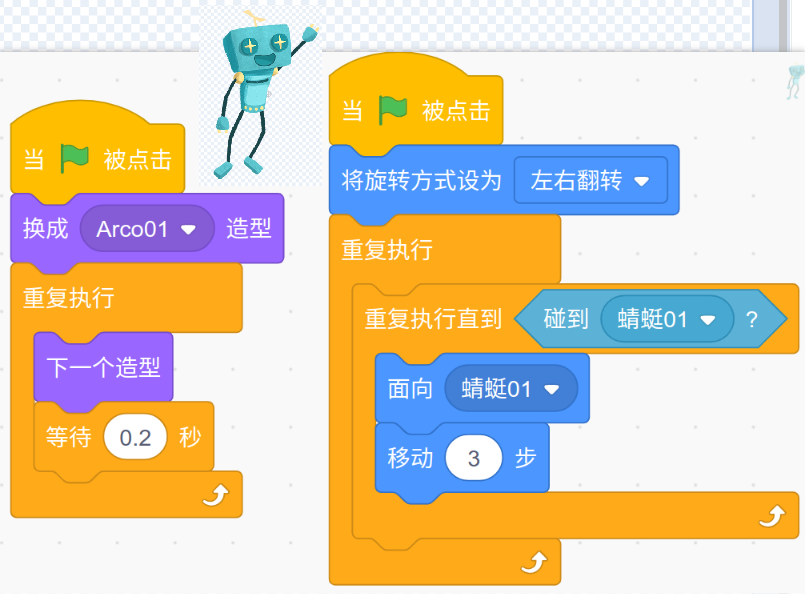 当 被点击
换成 Arco01 造型
重复执行
下一个造型
等待 0.2 秒
当 被点击
将旋转方式设为 左右翻转
重复执行
重复执行直到 碰到 蜻蜓01 ?
面向 蜻蜓01
移动 3 步